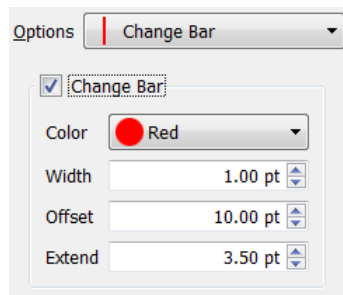 Options Change Bar
Change Bar
Color Red
Width 1.00 pt
Offset 10.00 pt
Extend 3.50 pt